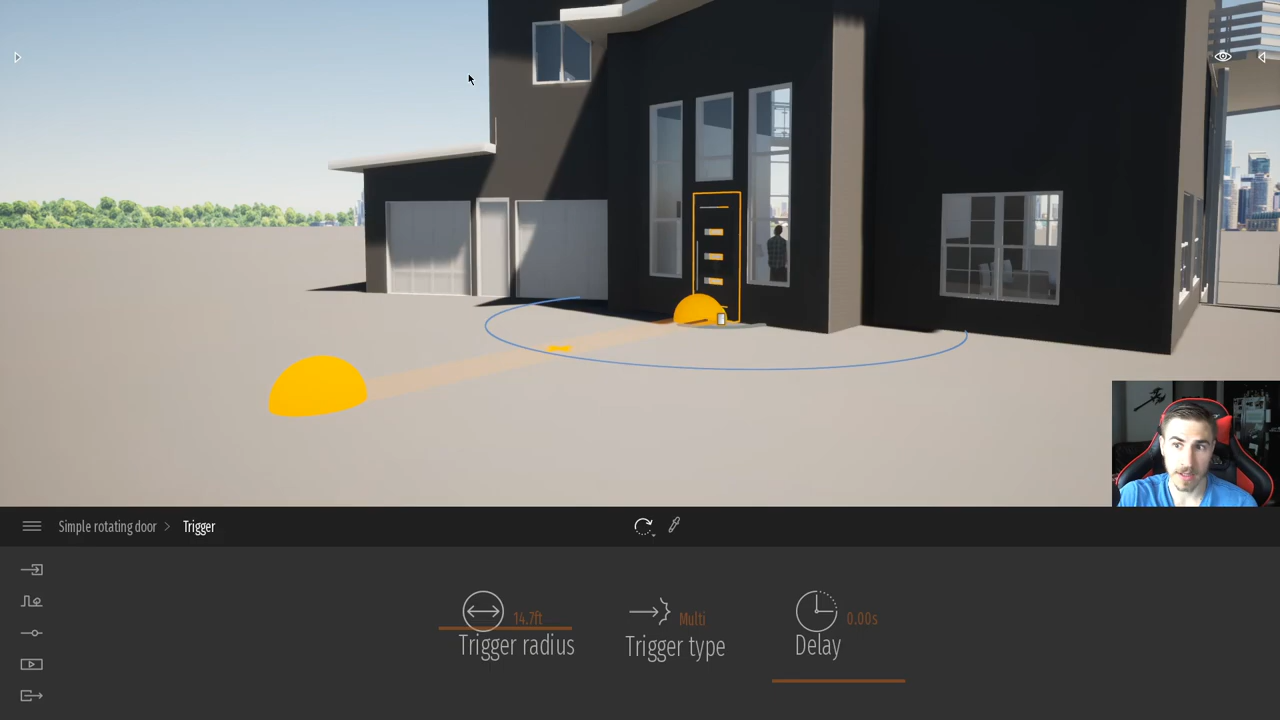 Simple rotating door > Trigger
14.7ft
Trigger radius
Multi
Trigger type
0.00s
Delay